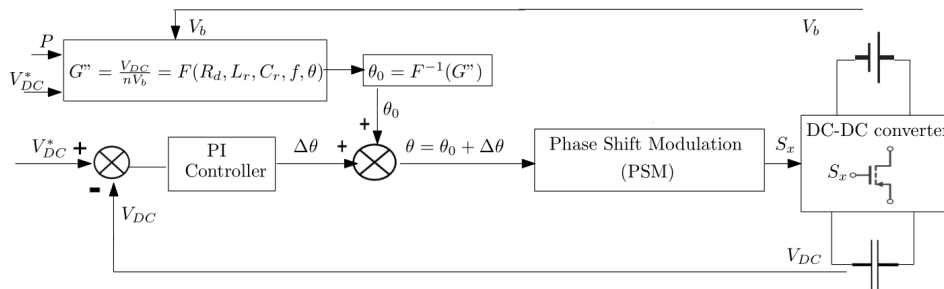 V_b
V_b
P
V*_DC
G” = V_DC/nV_b = F(R_d, L_r, C_r, f, θ)
θ_0 = F^{-1}(G”)
θ_0
+
V*_DC +
-
PI
Controller
Δθ
+
θ = θ_0 + Δθ
Phase Shift Modulation
(PSM)
S_x
DC-DC converter
S_x
V_DC
V_DC